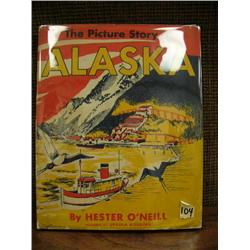 The Picture Story
ALASKA
By HESTER O'NEILL
104